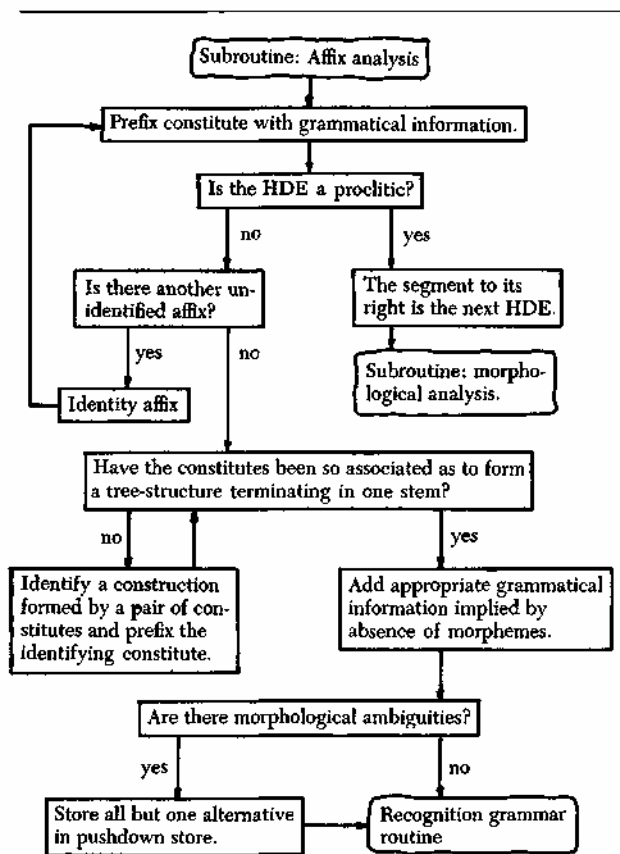 Subroutine: Affix analysis
Prefix constitute with grammatical information.
Is the HDE a proclitic?
no
yes
Is there another un-
identified affix?
The segment to its
right is the next HDE.
yes
no
Subroutine: morpho-
logical analysis.
Identity affix
Have the constitutes been so associated as to form
a tree-structure terminating in one stem?
no
yes
Identify a construction
formed by a pair of con-
stitutes and prefix the
identifying constitute.
Add appropriate grammatical
information implied by
absence of morphemes.
Are there morphological ambiguities?
yes
no
Store all but one alternative
in pushdown store.
Recognition grammar
routine